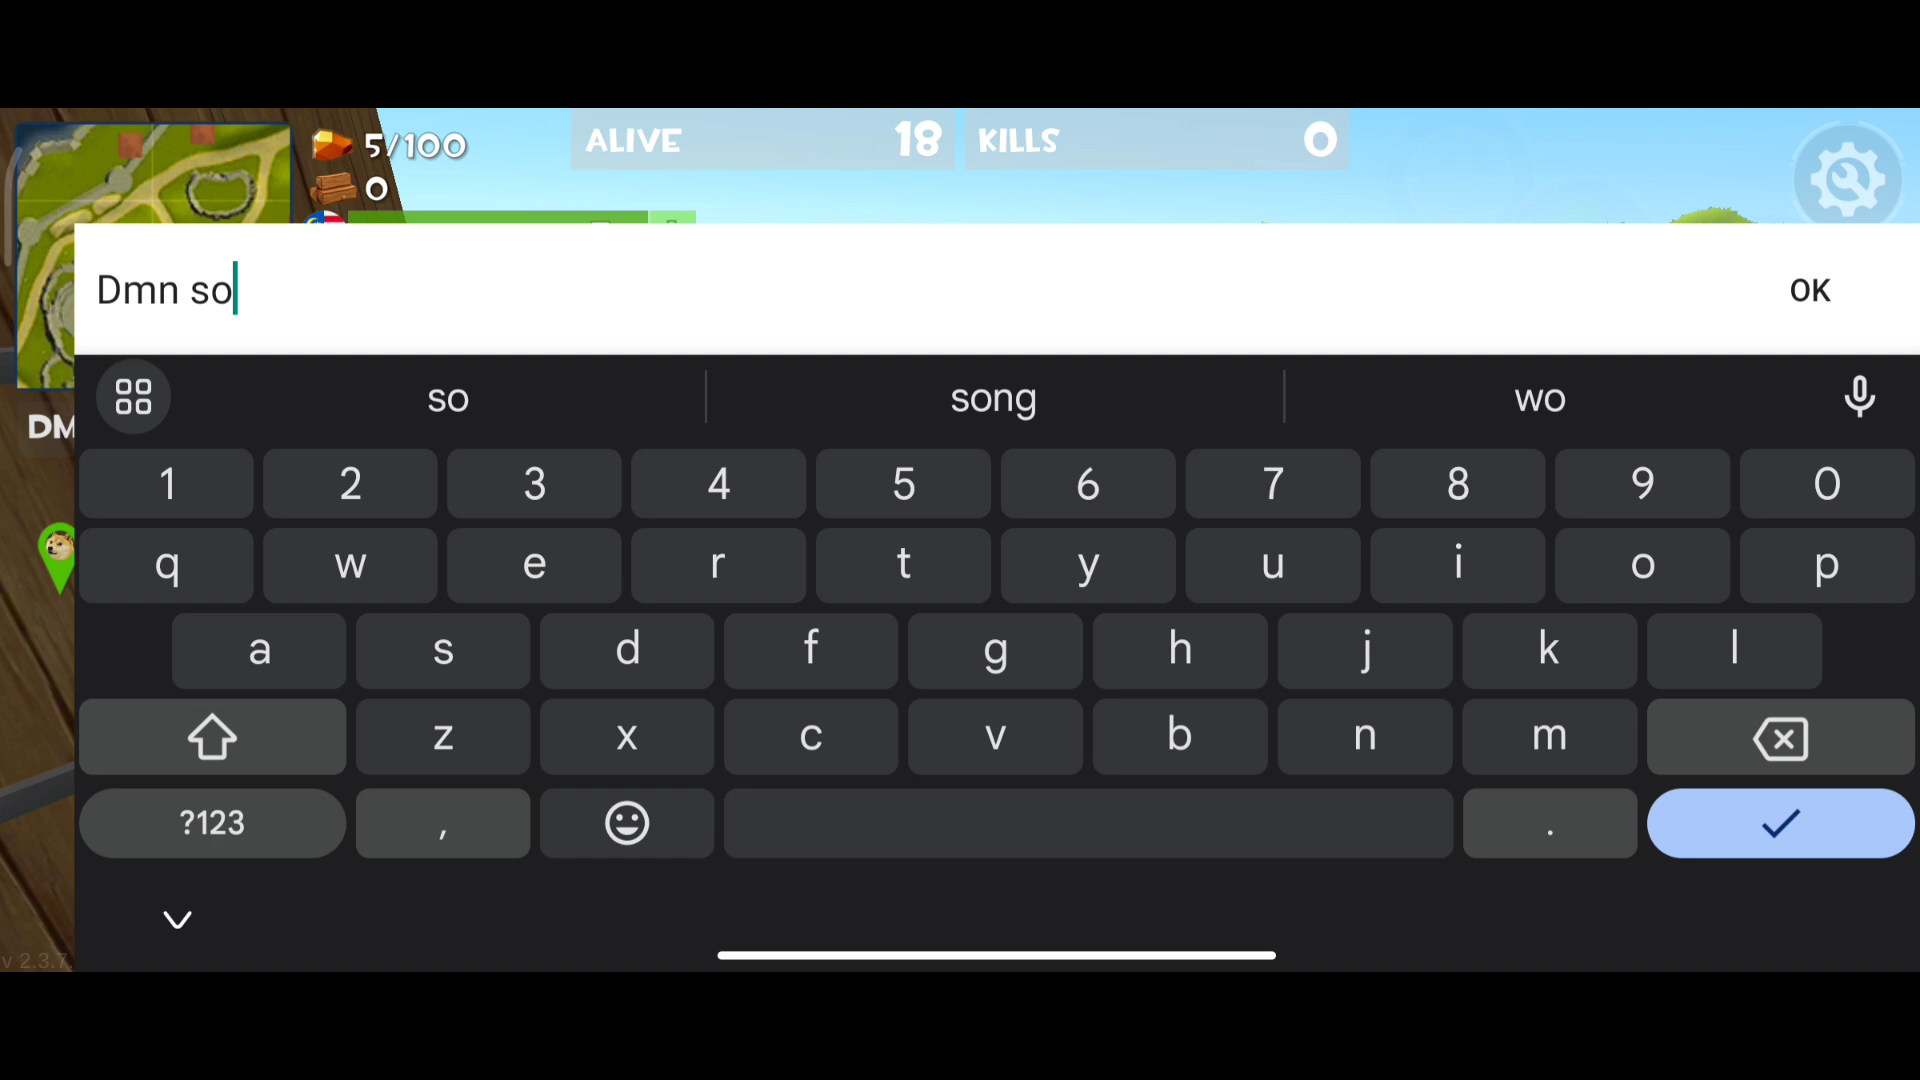 5/100
ALIVE 18 KILLS 0
0
Dmn so
OK
so song wo
DM
1 2 3 4 5 6 7 8 9 0
q w e r t y u i o p
a s d f g h j k l
z x c v b n m
?123 , .
v 2.3.7